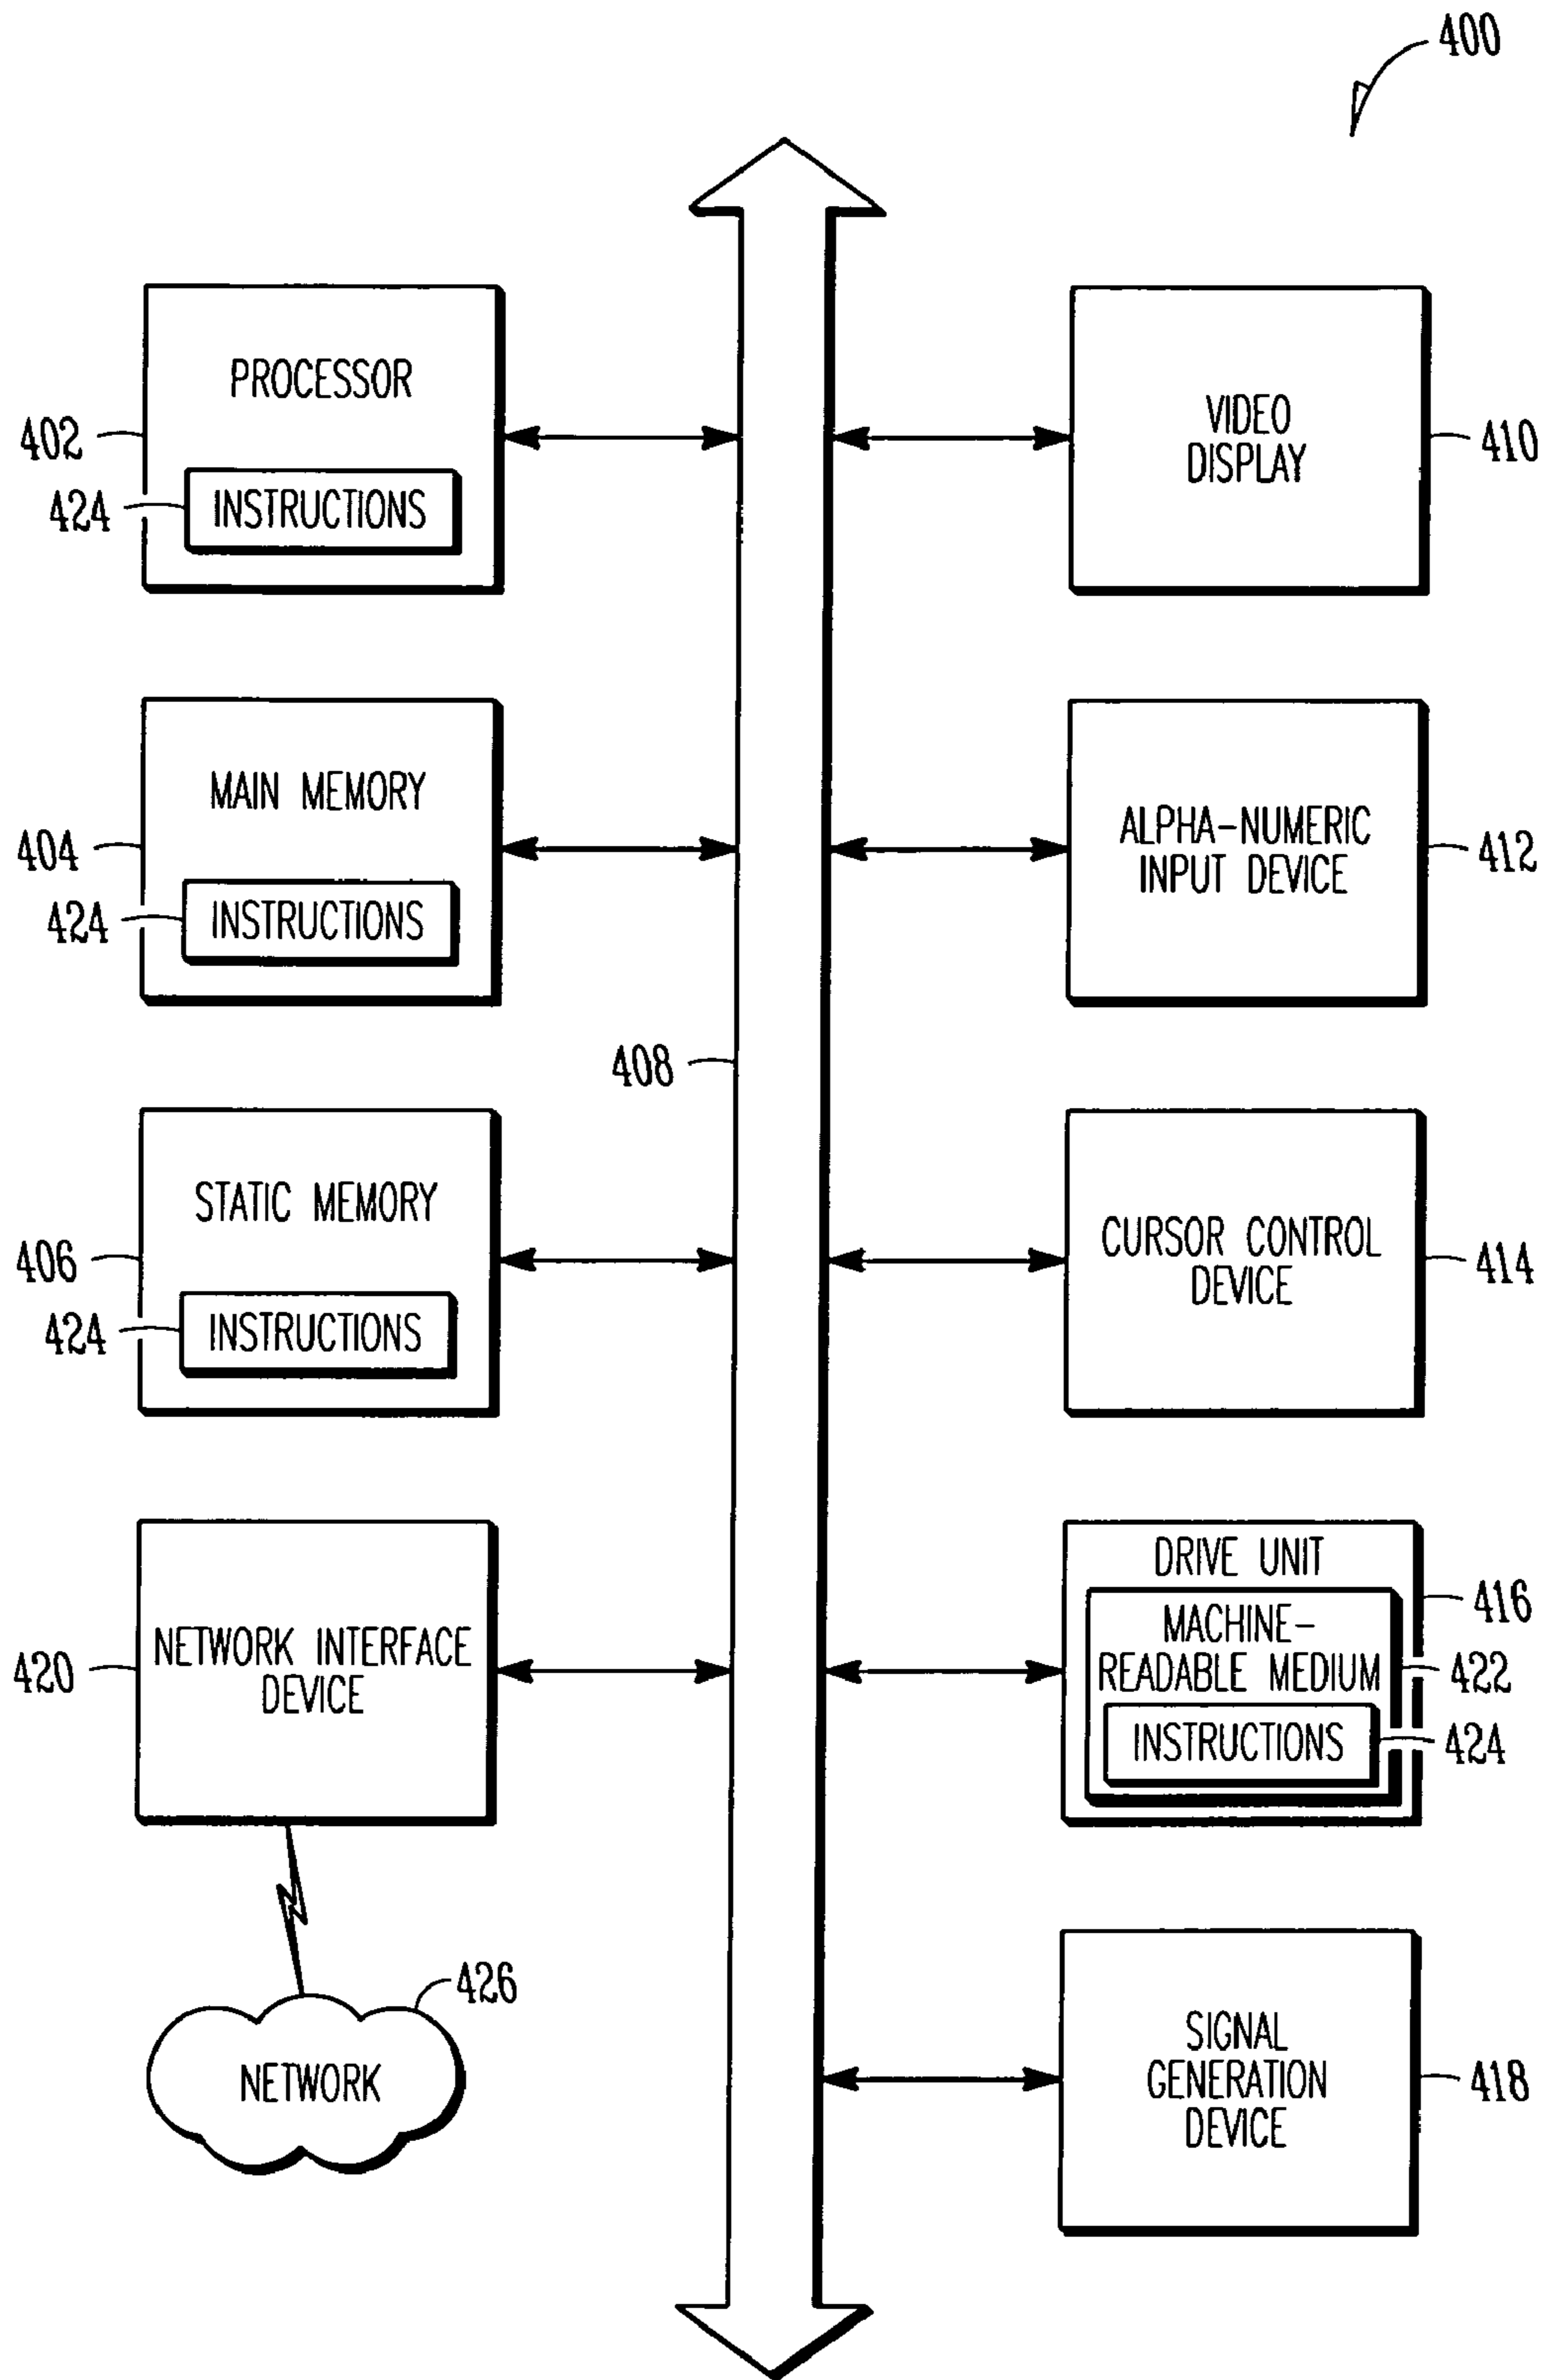 400
PROCESSOR
402
424
INSTRUCTIONS
VIDEO
DISPLAY
410
MAIN MEMORY
404
424
INSTRUCTIONS
ALPHA-NUMERIC
INPUT DEVICE
412
408
STATIC MEMORY
406
424
INSTRUCTIONS
CURSOR CONTROL
DEVICE
414
NETWORK INTERFACE
DEVICE
420
DRIVE UNIT
416
MACHINE-
READABLE MEDIUM
422
INSTRUCTIONS
424
426
NETWORK
SIGNAL
GENERATION
DEVICE
418